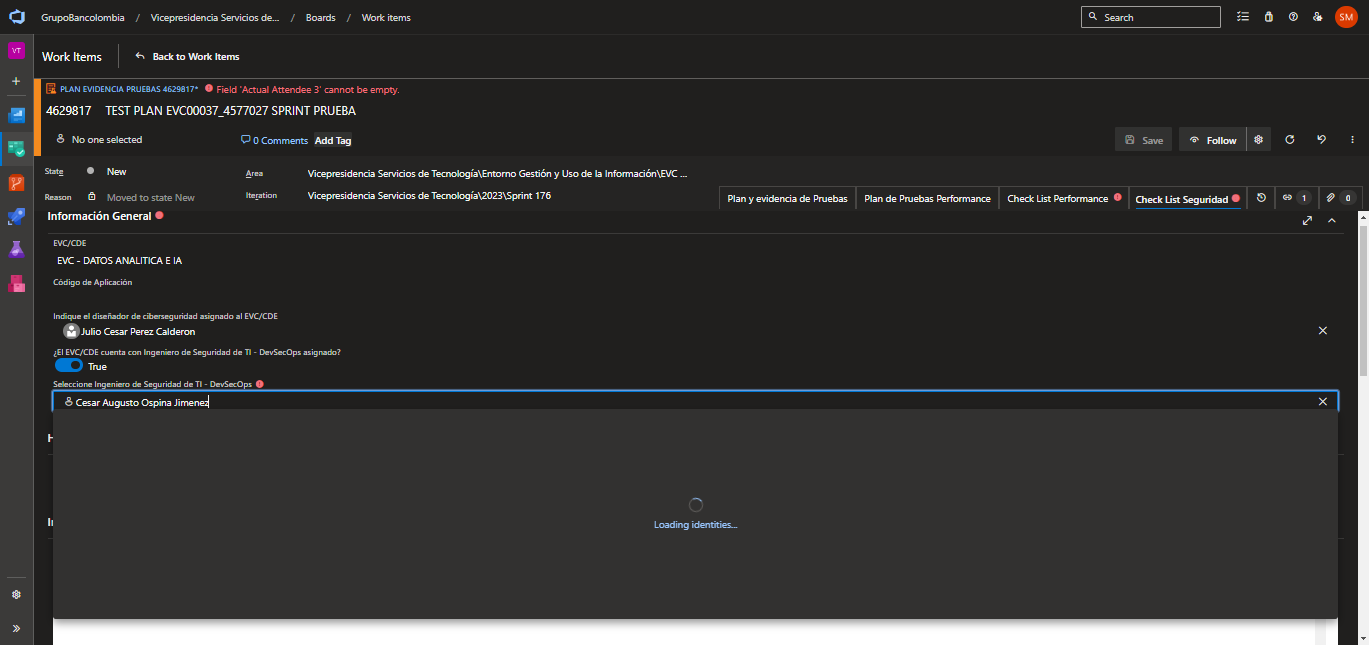 GrupoBancolombia / Vicepresidencia Servicios de... / Boards / Work items
Search
SM
VT
Work Items
Back to Work Items
PLAN EVIDENCIA PRUEBAS 4629817* Field 'Actual Attendee 3' cannot be empty.
4629817 TEST PLAN EVC00037_4577027 SPRINT PRUEBA
No one selected
0 Comments
Add Tag
Save
Follow
State
New
Area
Vicepresidencia Servicios de Tecnología\Entorno Gestión y Uso de la Información\EVC ...
Reason
Moved to state New
Iteration
Vicepresidencia Servicios de Tecnología\2023\Sprint 176
Plan y evidencia de Pruebas
Plan de Pruebas Performance
Check List Performance
Check List Seguridad
1
0
Información General
EVC/CDE
EVC - DATOS ANALITICA E IA
Código de Aplicación
Indique el diseñador de ciberseguridad asignado al EVC/CDE
Julio Cesar Perez Calderon
¿El EVC/CDE cuenta con Ingeniero de Seguridad de TI - DevSecOps asignado?
True
Seleccione Ingeniero de Seguridad de TI - DevSecOps
Cesar Augusto Ospina Jimenez
Loading identities...